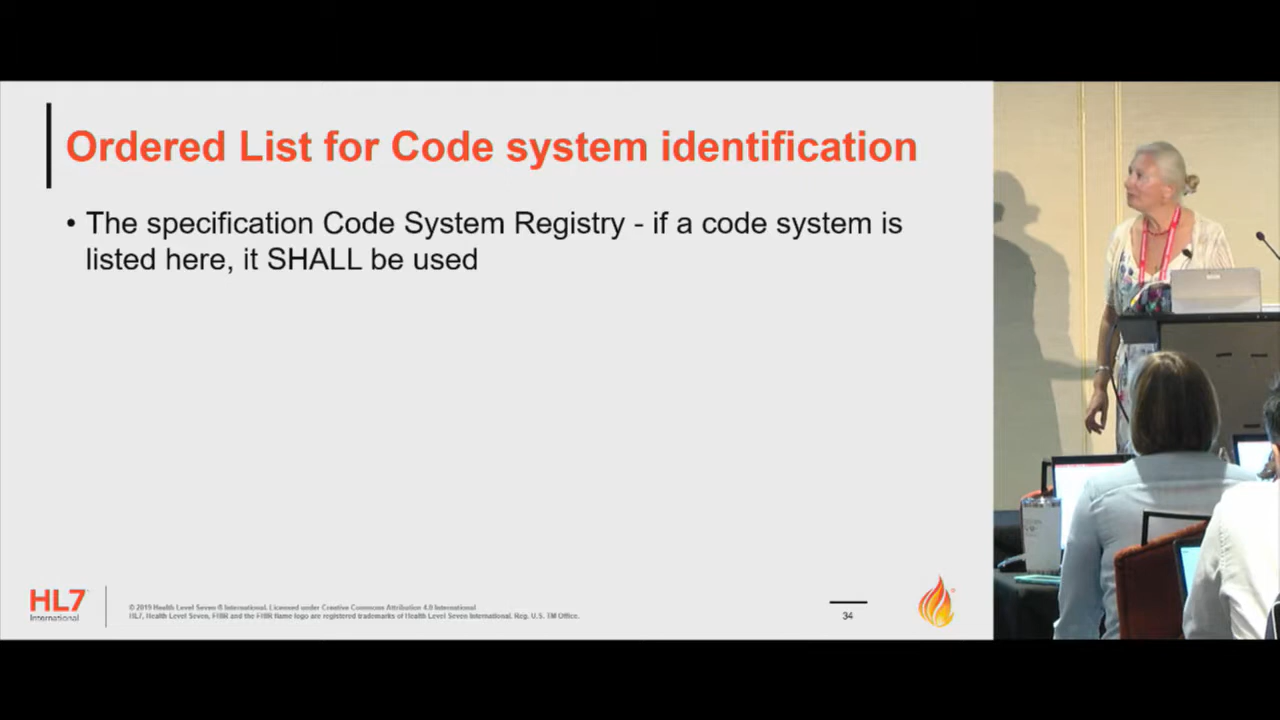 Ordered List for Code system identification
• The specification Code System Registry - if a code system is
listed here, it SHALL be used
HL7
International
© 2019 Health Level Seven ® International. Licensed under Creative Commons Attribution 4.0 International
HL7, Health Level Seven, FHIR and the FHIR flame logo are registered trademarks of Health Level Seven International. Reg. U.S. TM Office.
34